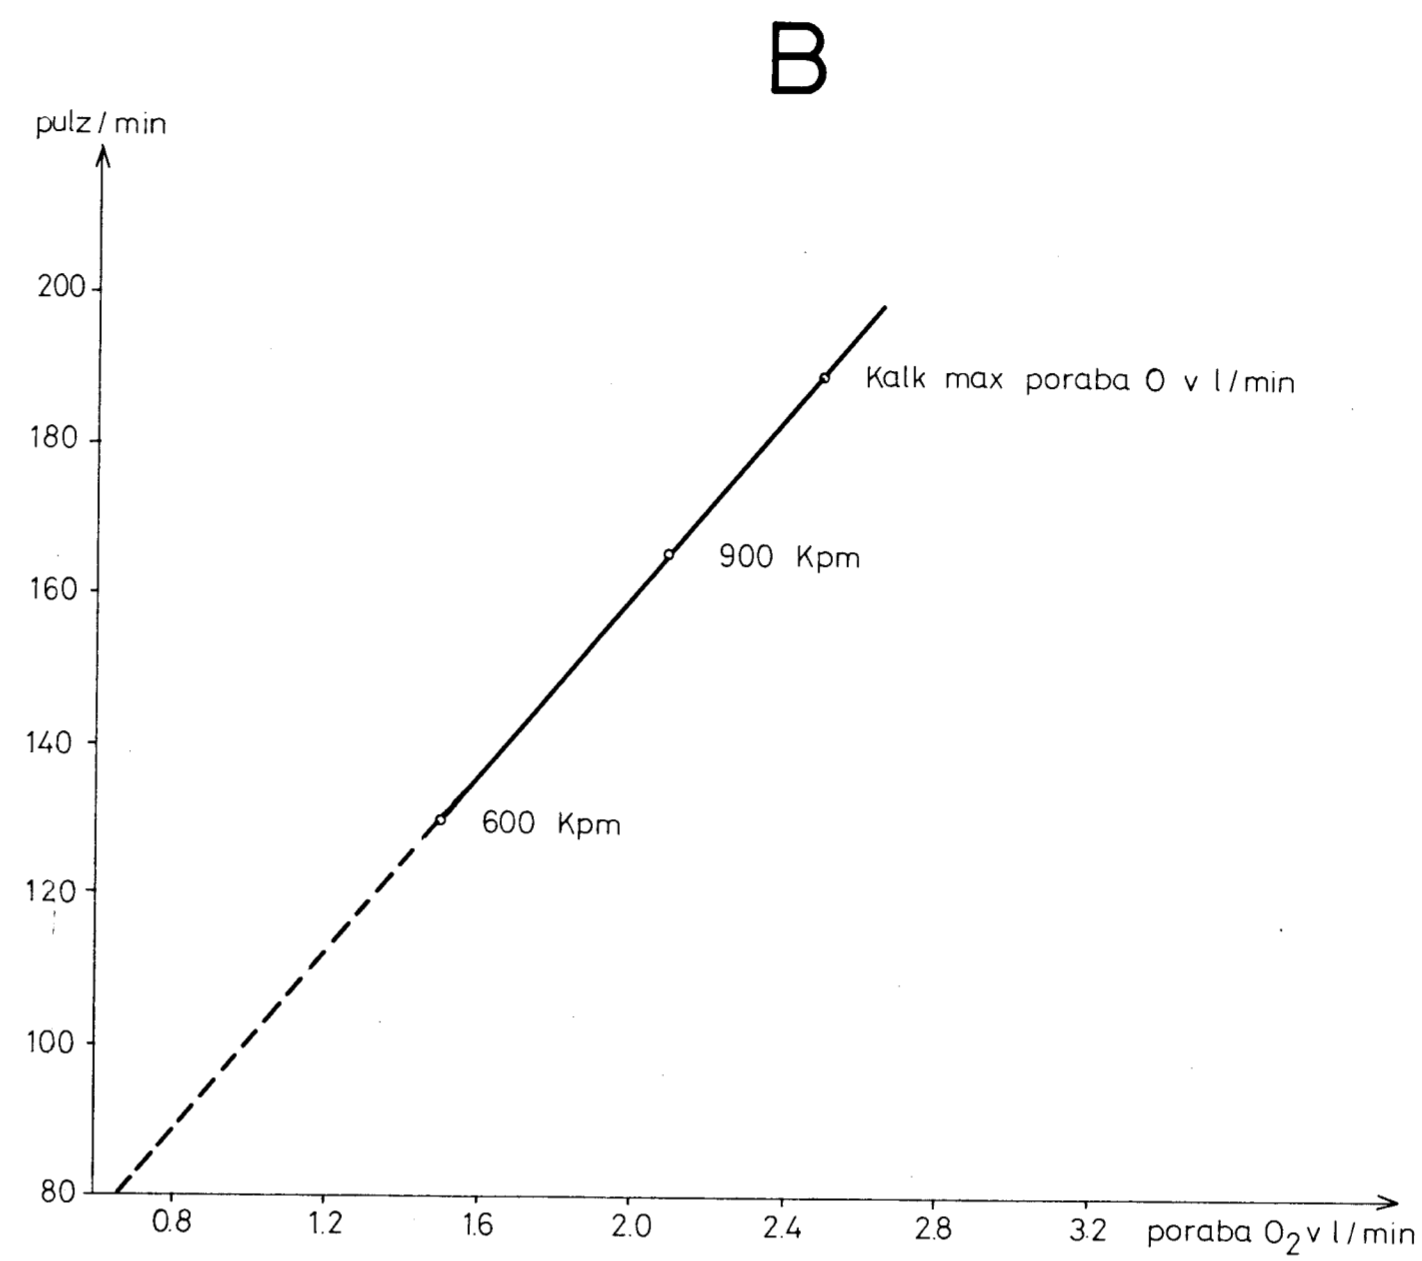 B
pulz/min
200
Kalk max poraba O v l/min
180
900 Kpm
160
140
600 Kpm
120
100
80
0.8 1.2 1.6 2.0 2.4 2.8 3.2 poraba O₂ v l/min